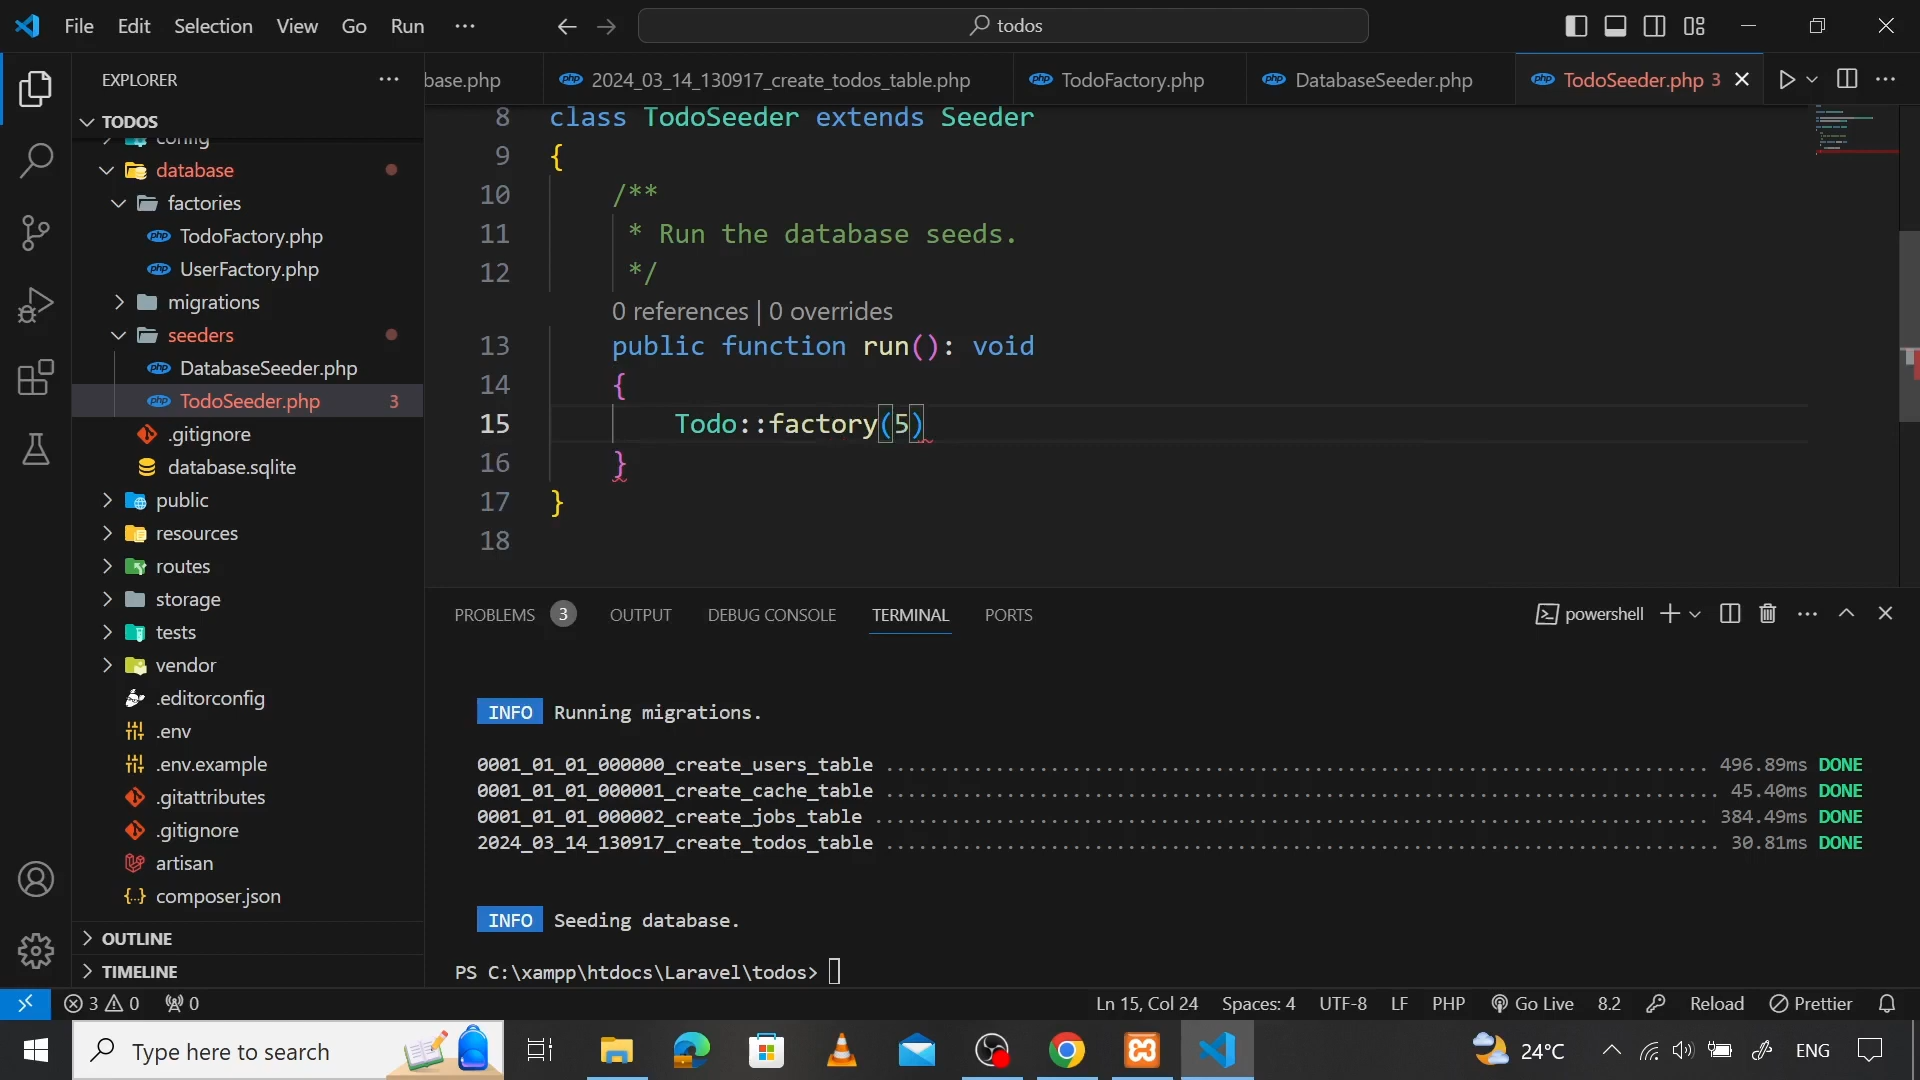 File Edit Selection View Go Run ···
todos
EXPLORER
···
base.php
2024_03_14_130917_create_todos_table.php
TodoFactory.php
DatabaseSeeder.php
TodoSeeder.php 3
TODOS
config
database
factories
TodoFactory.php
UserFactory.php
migrations
seeders
DatabaseSeeder.php
TodoSeeder.php 3
.gitignore
database.sqlite
public
resources
routes
storage
tests
vendor
.editorconfig
.env
.env.example
.gitattributes
.gitignore
artisan
composer.json
OUTLINE
TIMELINE
8 class TodoSeeder extends Seeder
9 {
10 /**
11 * Run the database seeds.
12 */
0 references | 0 overrides
13 public function run(): void
14 {
15 Todo::factory(5)
16 }
17 }
18
PROBLEMS 3 OUTPUT DEBUG CONSOLE TERMINAL PORTS
powershell
INFO Running migrations.
0001_01_01_000000_create_users_table ........ 496.89ms DONE
0001_01_01_000001_create_cache_table ........ 45.40ms DONE
0001_01_01_000002_create_jobs_table ........ 384.49ms DONE
2024_03_14_130917_create_todos_table ........ 30.81ms DONE
INFO Seeding database.
PS C:\xampp\htdocs\Laravel\todos>
3 0 0
Ln 15, Col 24 Spaces: 4 UTF-8 LF PHP Go Live 8.2 Reload Prettier
Type here to search
24°C
ENG